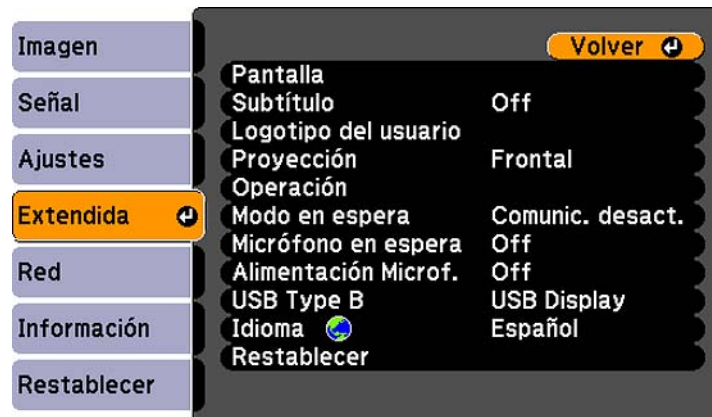 Imagen
Señal
Ajustes
Extendida
Red
Información
Restablecer
Volver
Pantalla
Subtítulo Off
Logotipo del usuario
Proyección Frontal
Operación
Modo en espera Comunic. desact.
Micrófono en espera Off
Alimentación Microf. Off
USB Type B USB Display
Idioma Español
Restablecer